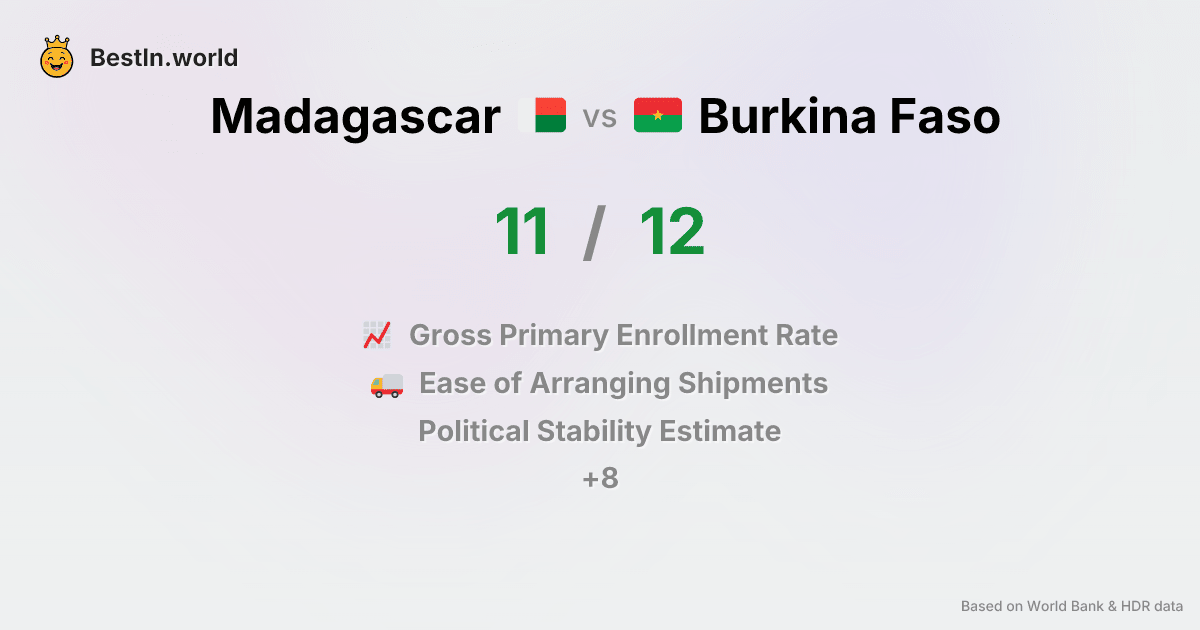 BestIn.world
Madagascar vs Burkina Faso
11 / 12
Gross Primary Enrollment Rate
Ease of Arranging Shipments
Political Stability Estimate
+8
Based on World Bank & HDR data